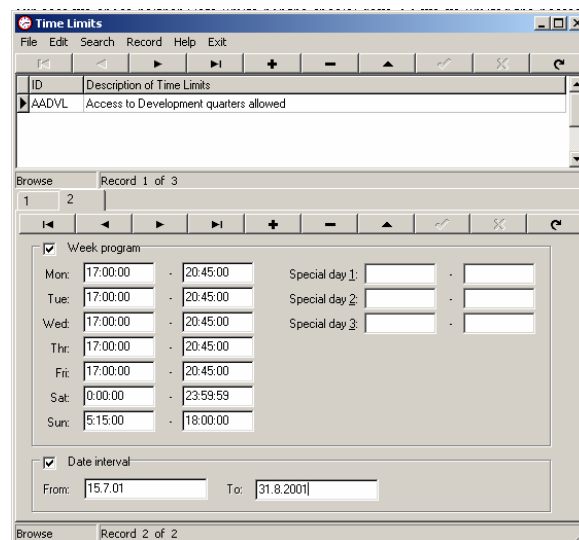 Time Limits
File Edit Search Record Help Exit
ID Description of Time Limits
AADVL Access to Development quarters allowed
Browse Record 1 of 3
1 2
Week program
Mon: 17:00:00 - 20:45:00 Special day 1: -
Tue: 17:00:00 - 20:45:00 Special day 2: -
Wed: 17:00:00 - 20:45:00 Special day 3: -
Thr: 17:00:00 - 20:45:00
Fri: 17:00:00 - 20:45:00
Sat: 0:00:00 - 23:59:59
Sun: 5:15:00 - 18:00:00
Date interval
From: 15.7.01 To: 31.8.2001
Browse Record 2 of 2